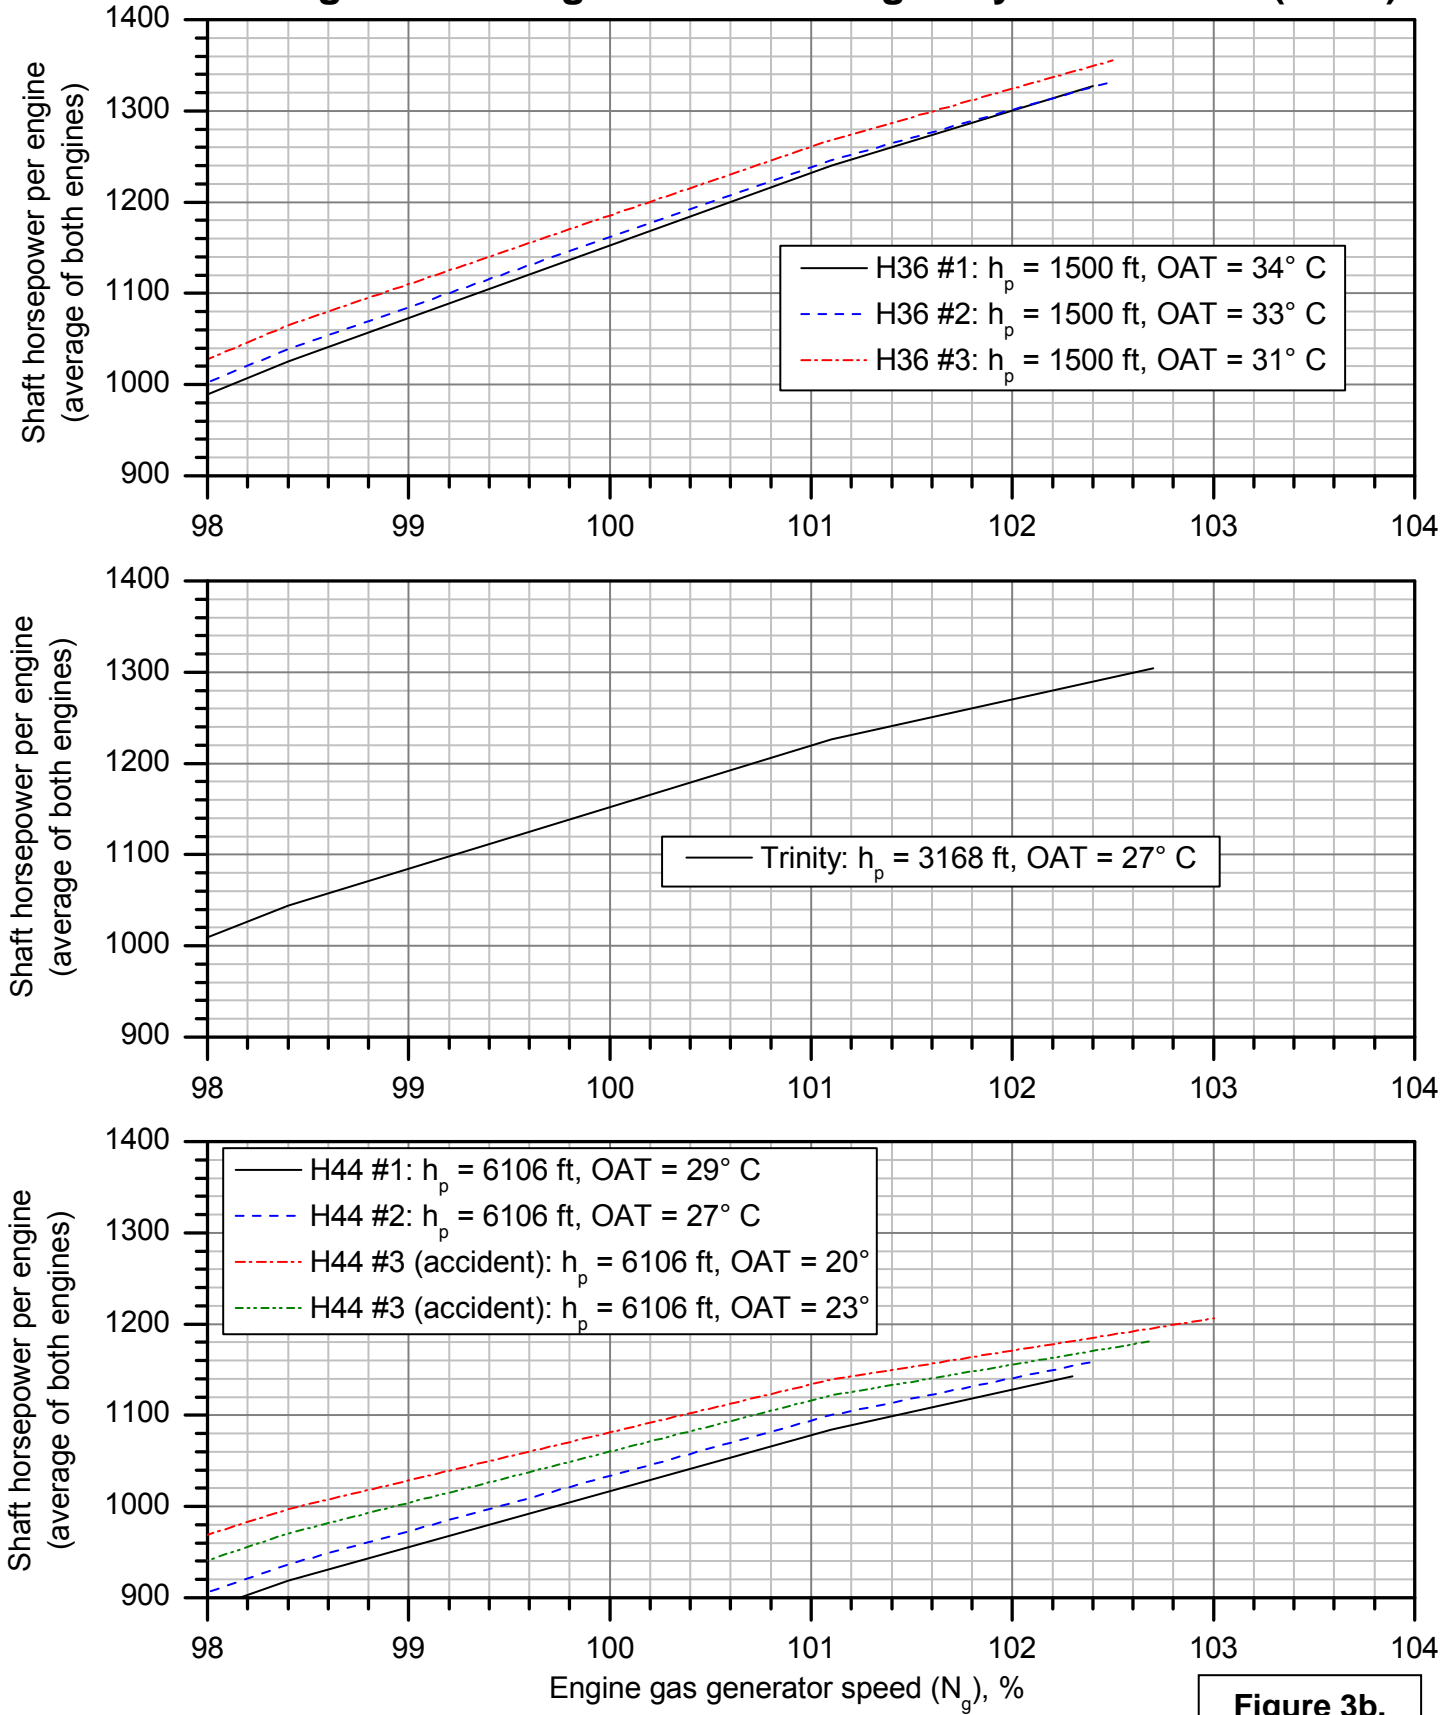 1400
1300
1200
1100
1000
900
Shaft horsepower per engine
(average of both engines)
H36 #1: hp = 1500 ft, OAT = 34° C
H36 #2: hp = 1500 ft, OAT = 33° C
H36 #3: hp = 1500 ft, OAT = 31° C
98 99 100 101 102 103 104
1400
1300
1200
1100
1000
900
Shaft horsepower per engine
(average of both engines)
Trinity: hp = 3168 ft, OAT = 27° C
98 99 100 101 102 103 104
1400
1300
1200
1100
1000
900
Shaft horsepower per engine
(average of both engines)
H44 #1: hp = 6106 ft, OAT = 29° C
H44 #2: hp = 6106 ft, OAT = 27° C
H44 #3 (accident): hp = 6106 ft, OAT = 20°
H44 #3 (accident): hp = 6106 ft, OAT = 23°
98 99 100 101 102 103 104
Engine gas generator speed (Ng), %
Figure 3b.